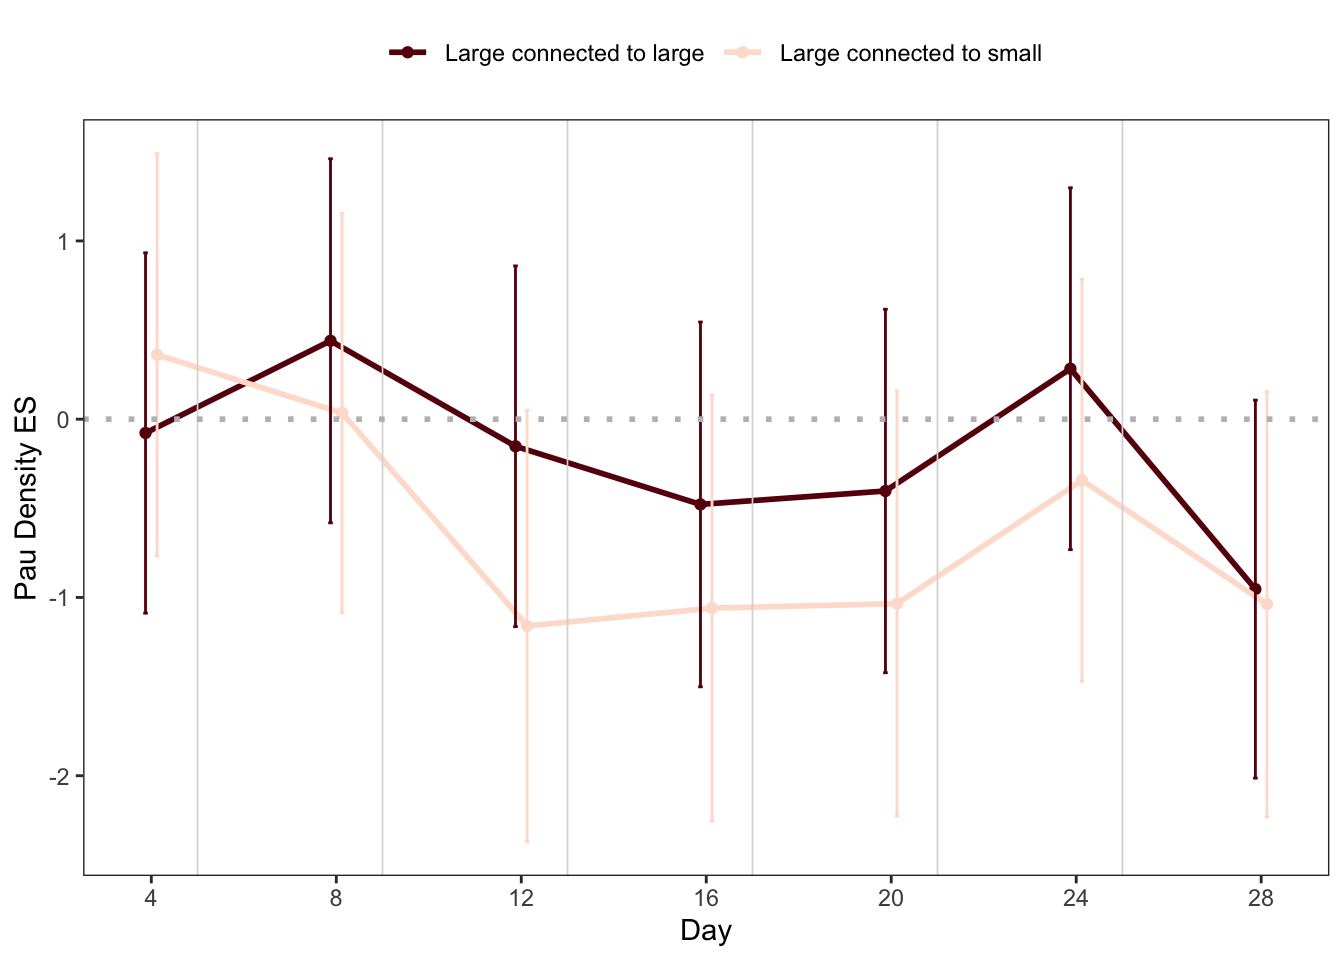 Large connected to large Large connected to small
1
0
-1
-2
Pau Density ES
4 8 12 16 20 24 28
Day